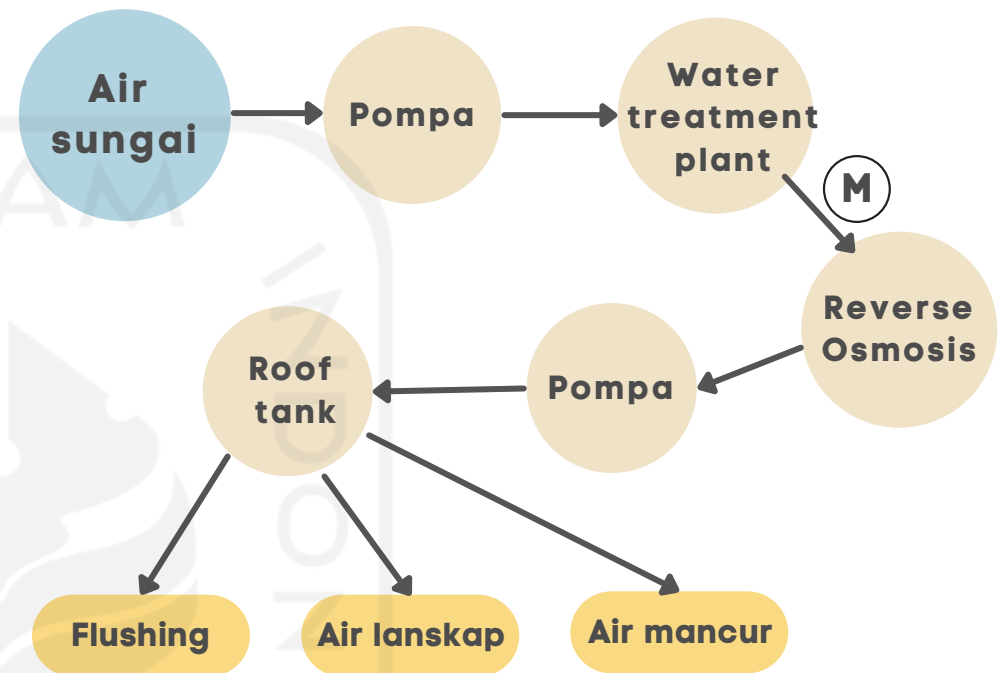 Air
sungai
Pompa
Water
treatment
plant
M
Reverse
Osmosis
Pompa
Roof
tank
Flushing
Air lanskap
Air mancur